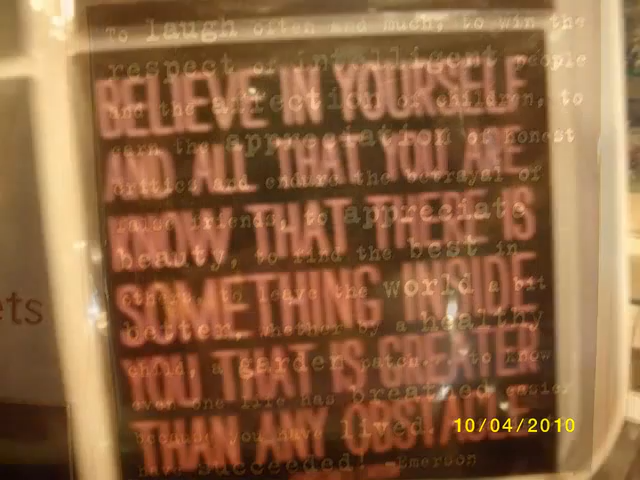 To laugh often and much; to win the
respect of intelligent people
and the affection of children, to
earn the appreciation of honest
critics and endure the betrayal of
false friends, to appreciate
beauty, to find the best in
others, to leave the world a bit
better, whether by a healthy
child, a garden patch... to know
even one life has breathed easier
because you have lived.
have succeeded! -Emerson
BELIEVE IN YOURSELF
AND ALL THAT YOU ARE
KNOW THAT THERE IS
SOMETHING INSIDE
YOU THAT IS GREATER
THAN ANY OBSTACLE
ets
10/04/2010